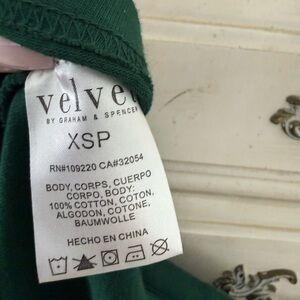 velvet
BY GRAHAM & SPENCER
XSP
RN#109220 CA#32054
BODY, CORPS, CUERPO
CORPO, BODY:
100% COTTON, COTON,
ALGODON, COTONE,
BAUMWOLLE
HECHO EN CHINA